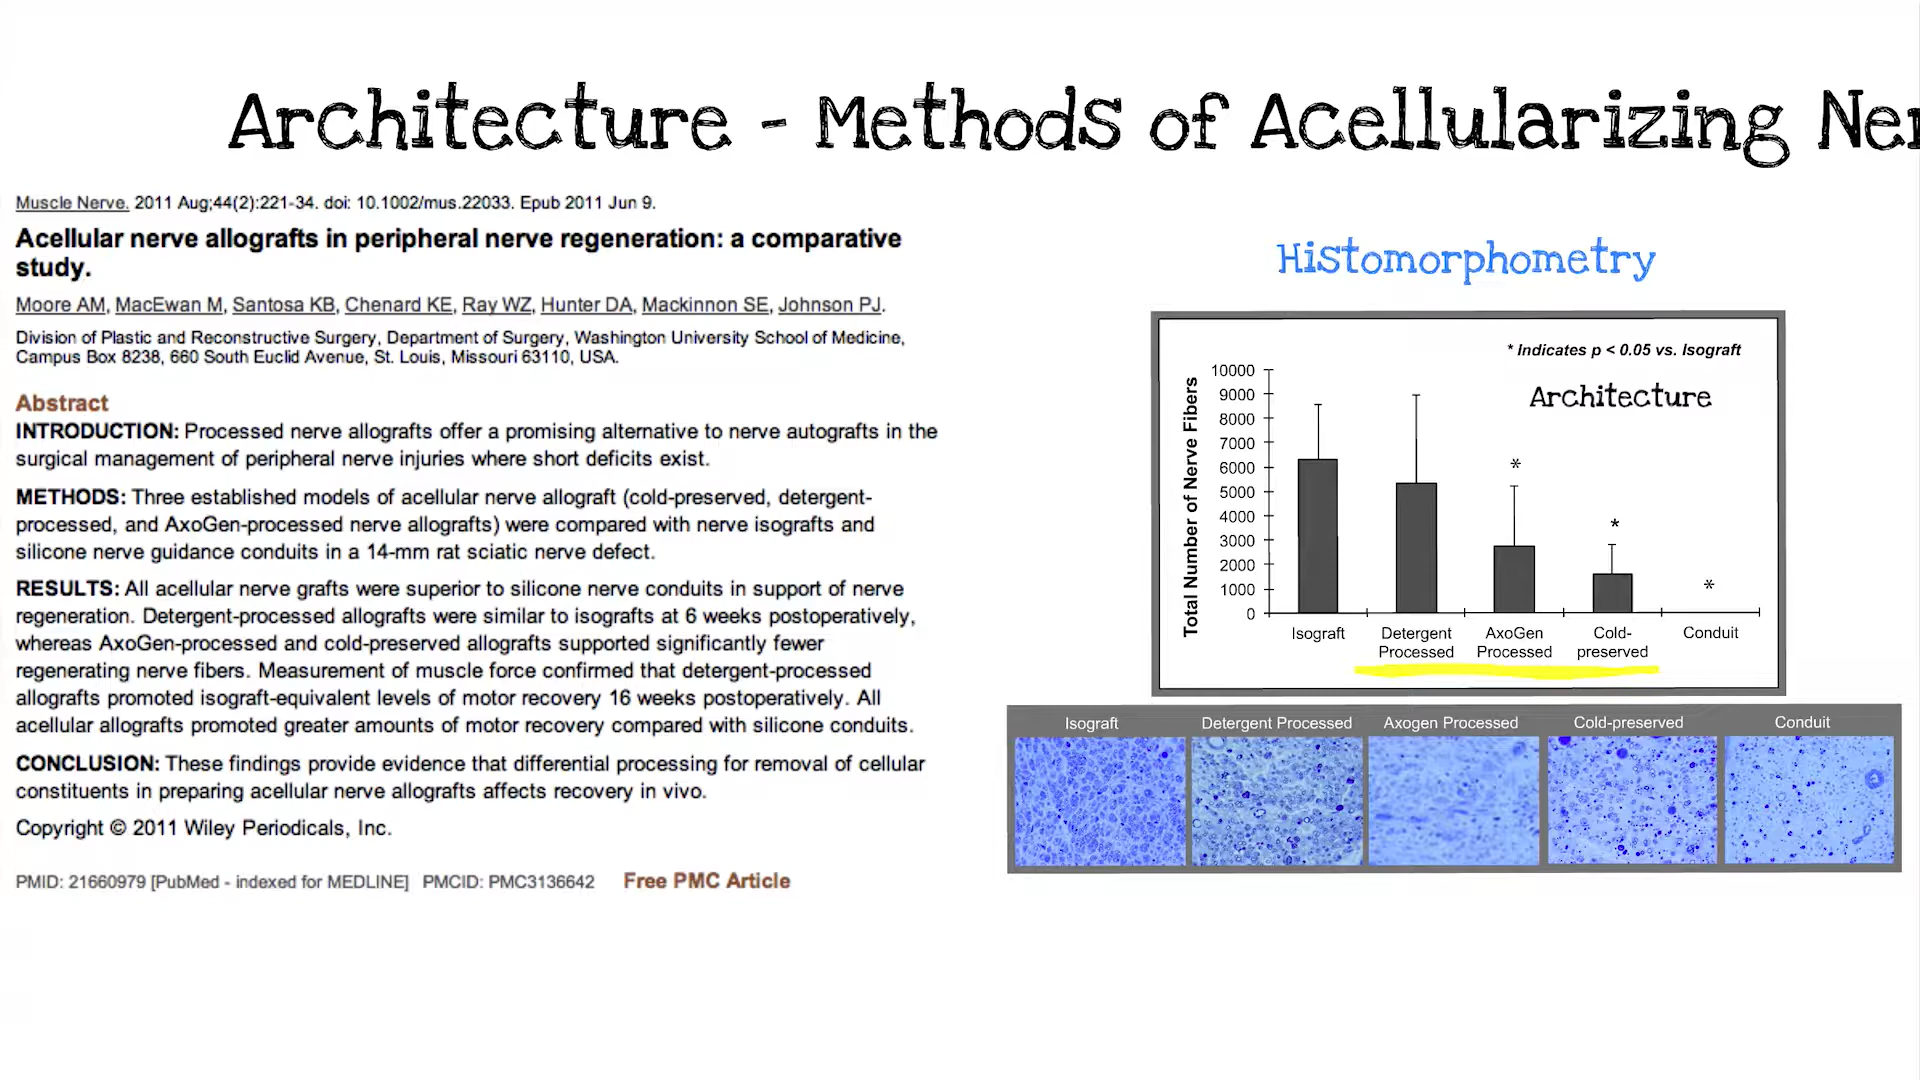 Architecture - Methods of Acellularizing
Muscle Nerve. 2011 Aug;44(2):221-34. doi: 10.1002/mus.22033. Epub 2011 Jun 9.
Acellular nerve allografts in peripheral nerve regeneration: a comparative
study.
Moore AM, MacEwan M, Santosa KB, Chenard KE, Ray WZ, Hunter DA, Mackinnon SE, Johnson PJ.
Division of Plastic and Reconstructive Surgery, Department of Surgery, Washington University School of Medicine,
Campus Box 8238, 660 South Euclid Avenue, St. Louis, Missouri 63110, USA.
Abstract
INTRODUCTION: Processed nerve allografts offer a promising alternative to nerve autografts in the
surgical management of peripheral nerve injuries where short deficits exist.
METHODS: Three established models of acellular nerve allograft (cold-preserved, detergent-
processed, and AxoGen-processed nerve allografts) were compared with nerve isografts and
silicone nerve guidance conduits in a 14-mm rat sciatic nerve defect.
RESULTS: All acellular nerve grafts were superior to silicone nerve conduits in support of nerve
regeneration. Detergent-processed allografts were similar to isografts at 6 weeks postoperatively,
whereas AxoGen-processed and cold-preserved allografts supported significantly fewer
regenerating nerve fibers. Measurement of muscle force confirmed that detergent-processed
allografts promoted isograft-equivalent levels of motor recovery 16 weeks postoperatively. All
acellular allografts promoted greater amounts of motor recovery compared with silicone conduits.
CONCLUSION: These findings provide evidence that differential processing for removal of cellular
constituents in preparing acellular nerve allografts affects recovery in vivo.
Copyright © 2011 Wiley Periodicals, Inc.
PMID: 21660979 [PubMed - indexed for MEDLINE] PMCID: PMC3136642 Free PMC Article
Histomorphometry
* Indicates p < 0.05 vs. Isograft
Architecture
Total Number of Nerve Fibers
10000
9000
8000
7000
6000
5000
4000
3000
2000
1000
0
*
*
*
Isograft Detergent AxoGen Cold- Conduit
Processed Processed preserved
Isograft Detergent Processed Axogen Processed Cold-preserved Conduit